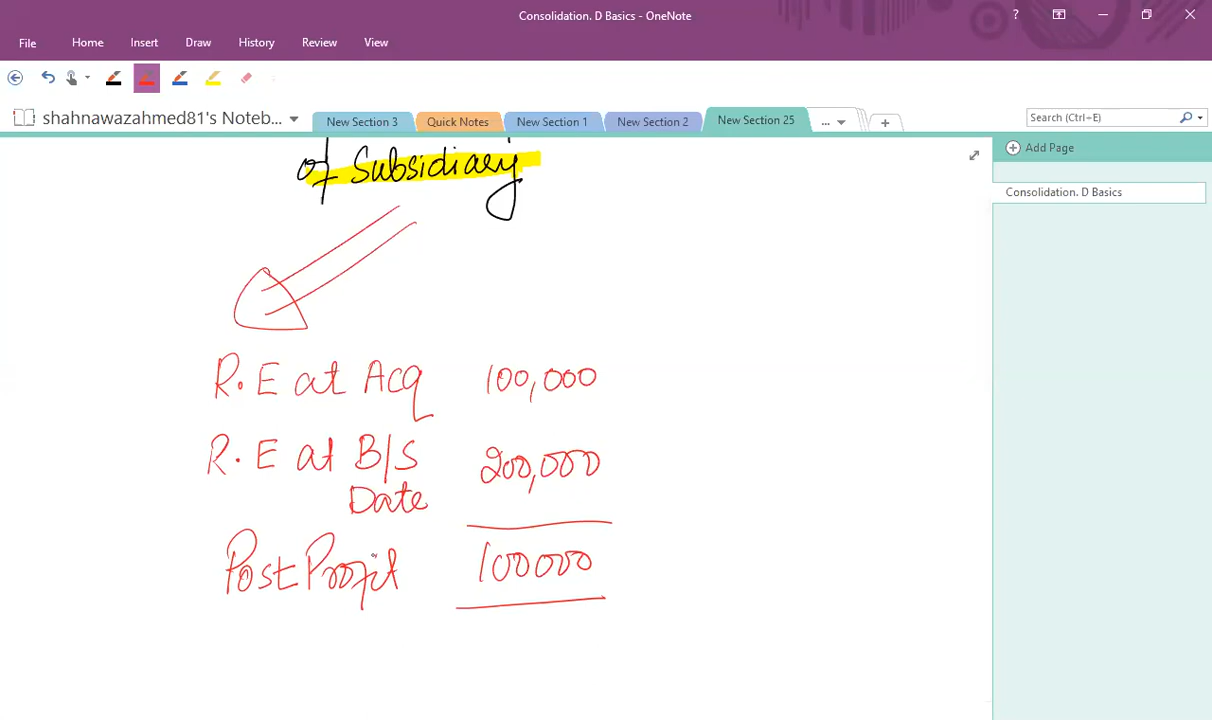 Consolidation. D Basics - OneNote
?
File Home Insert Draw History Review View
shahnawazahmed81's Noteb...
New Section 3 Quick Notes New Section 1 New Section 2 New Section 25 ...
Search (Ctrl+E)
Add Page
Consolidation. D Basics
of Subsidiary
R.E at Acq 100,000
R.E at B/S 200,000
Date
Post Profit 100000